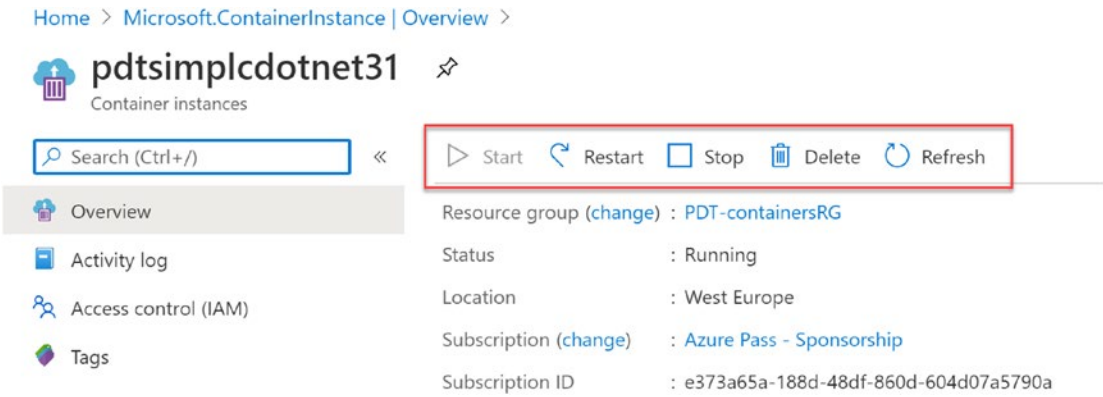 Home > Microsoft.ContainerInstance | Overview >
pdtsimplcdotnet31
Container instances
Search (Ctrl+/) «
Start Restart Stop Delete Refresh
Overview
Resource group (change) : PDT-containersRG
Activity log
Status : Running
Access control (IAM)
Location : West Europe
Tags
Subscription (change) : Azure Pass - Sponsorship
Subscription ID : e373a65a-188d-48df-860d-604d07a5790a